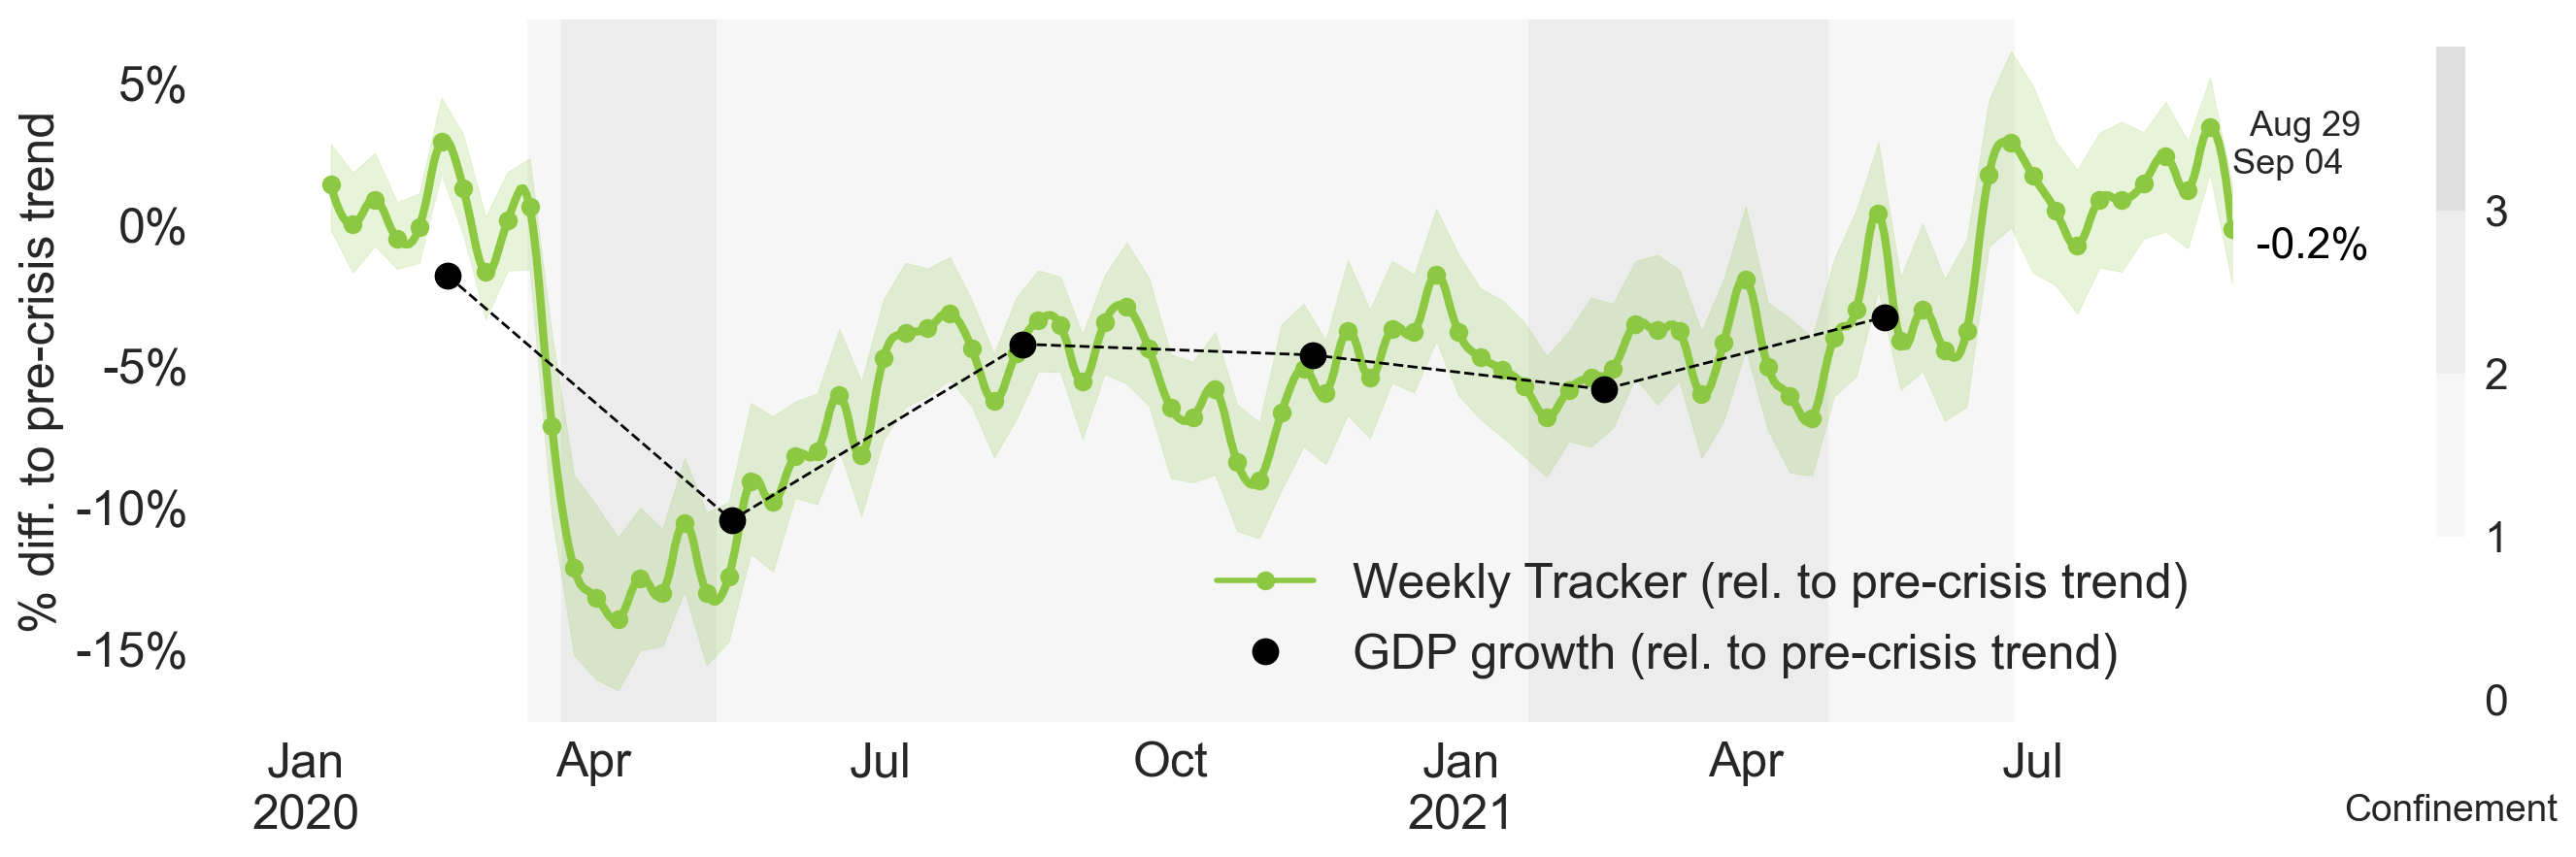 % diff. to pre-crisis trend
5%
0%
-5%
-10%
-15%
Aug 29
Sep 04
-0.2%
Weekly Tracker (rel. to pre-crisis trend)
GDP growth (rel. to pre-crisis trend)
Jan
2020
Apr
Jul
Oct
Jan
2021
Apr
Jul
3
2
1
0
Confinement